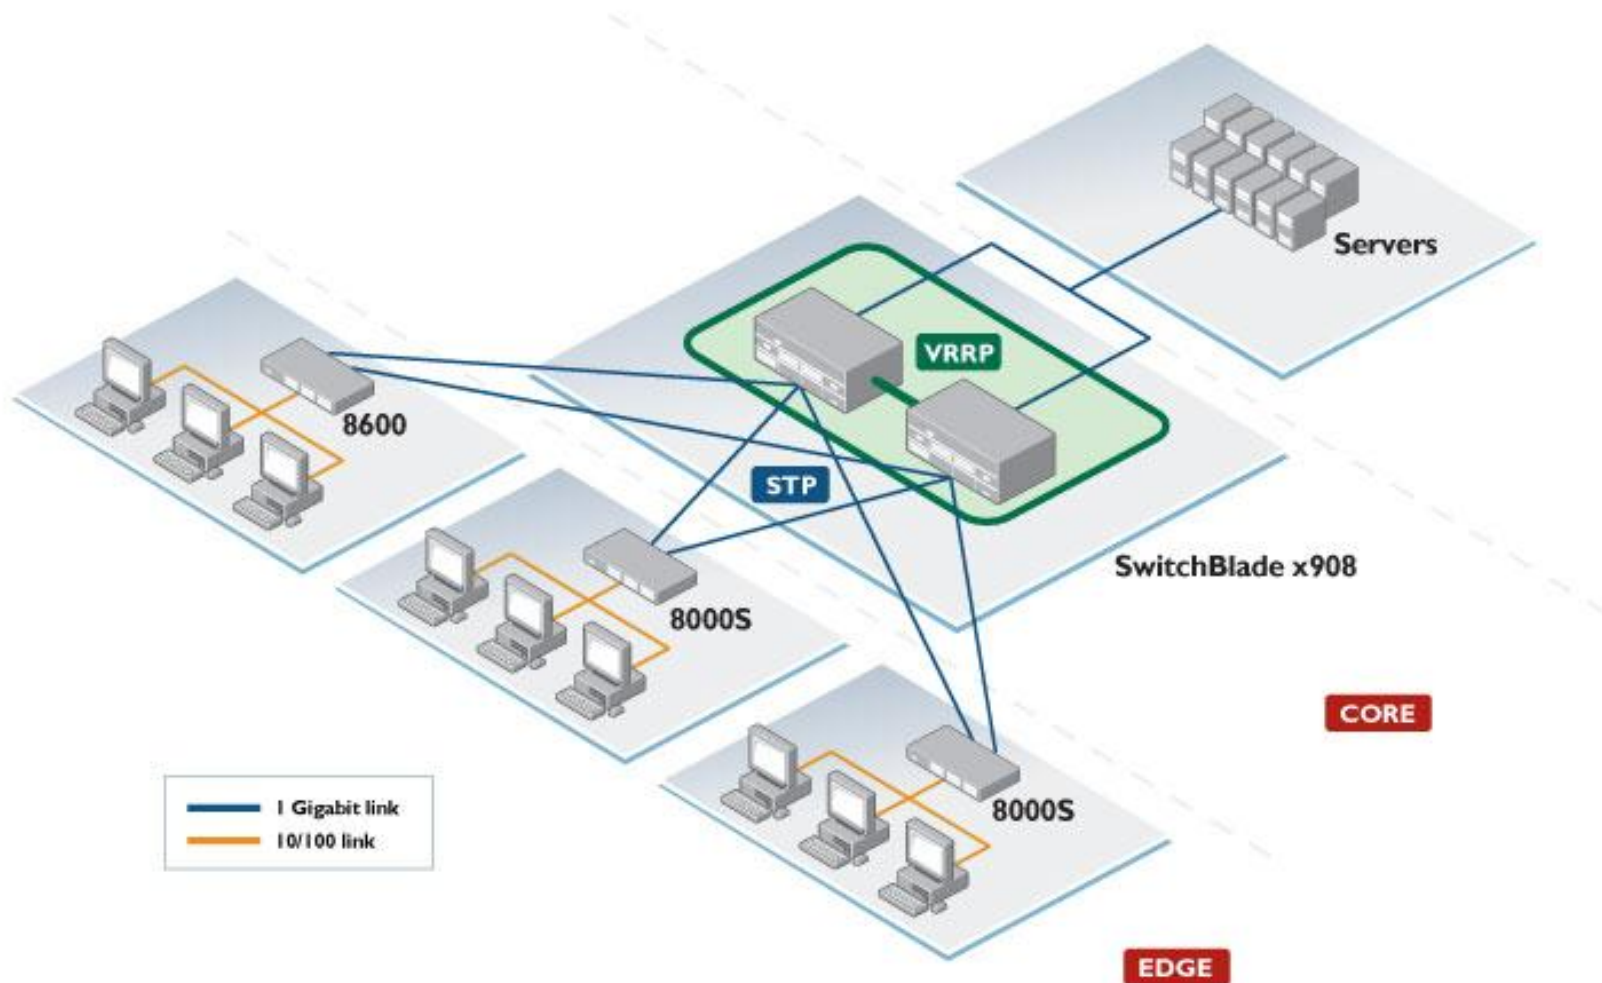 Servers
VRRP
8600
STP
SwitchBlade x908
8000S
CORE
8000S
1 Gigabit link
10/100 link
EDGE